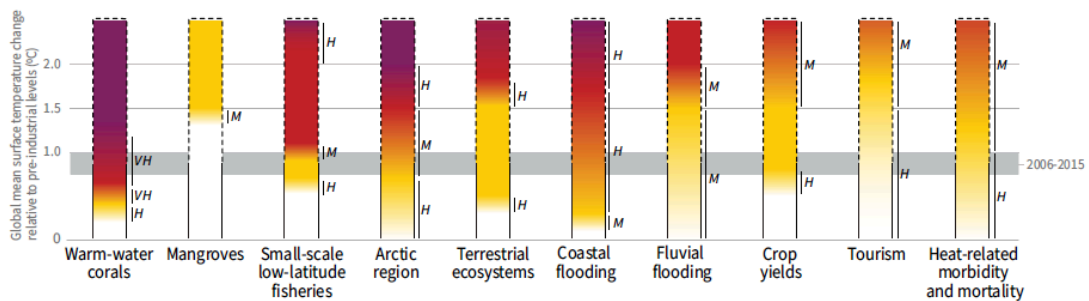 Global mean surface temperature change
relative to pre-industrial levels (°C)
2.0
1.5
1.0
0
H
M
H
H
M
H
M
H
M
H
H
M
H
H
M
M
H
H
H
M
H
VH
VH
H
M
H
M
H
H
M
M
H
2006-2015
Warm-water
corals
Mangroves
Small-scale
low-latitude
fisheries
Arctic
region
Terrestrial
ecosystems
Coastal
flooding
Fluvial
flooding
Crop
yields
Tourism
Heat-related
morbidity
and mortality